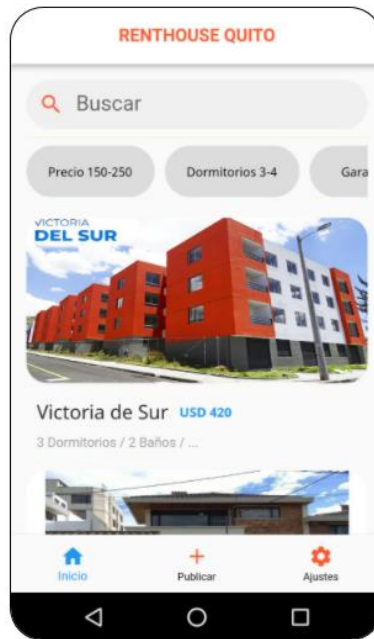 RENTHOUSE QUITO
Buscar
Precio 150-250
Dormitorios 3-4
Gara
VICTORIA
DEL SUR
Victoria de Sur USD 420
3 Dormitorios / 2 Baños / ...
Inicio
Publicar
Ajustes